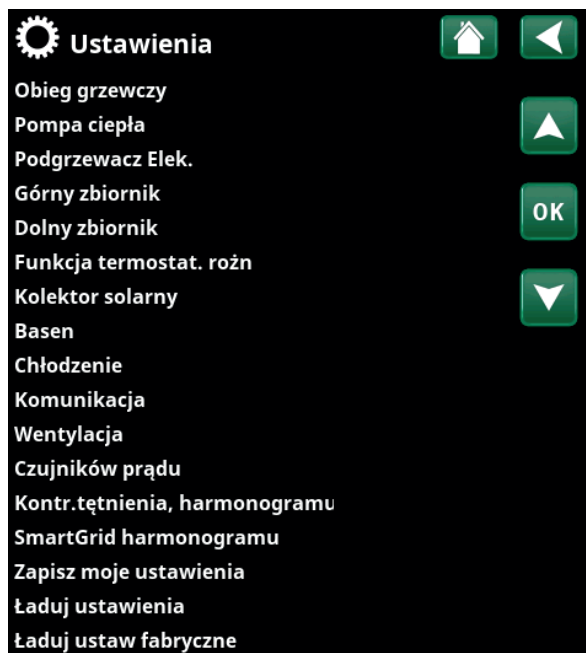 Ustawienia
Obieg grzewczy
Pompa ciepła
Podgrzewacz Elek.
Górny zbiornik
OK
Dolny zbiornik
Funkcja termostat. rożn
Kolektor solarny
Basen
Chłodzenie
Komunikacja
Wentylacja
Czujników prądu
Kontr.tętnienia, harmonogramu
SmartGrid harmonogramu
Zapisz moje ustawienia
Ładuj ustawienia
Ładuj ustaw fabryczne